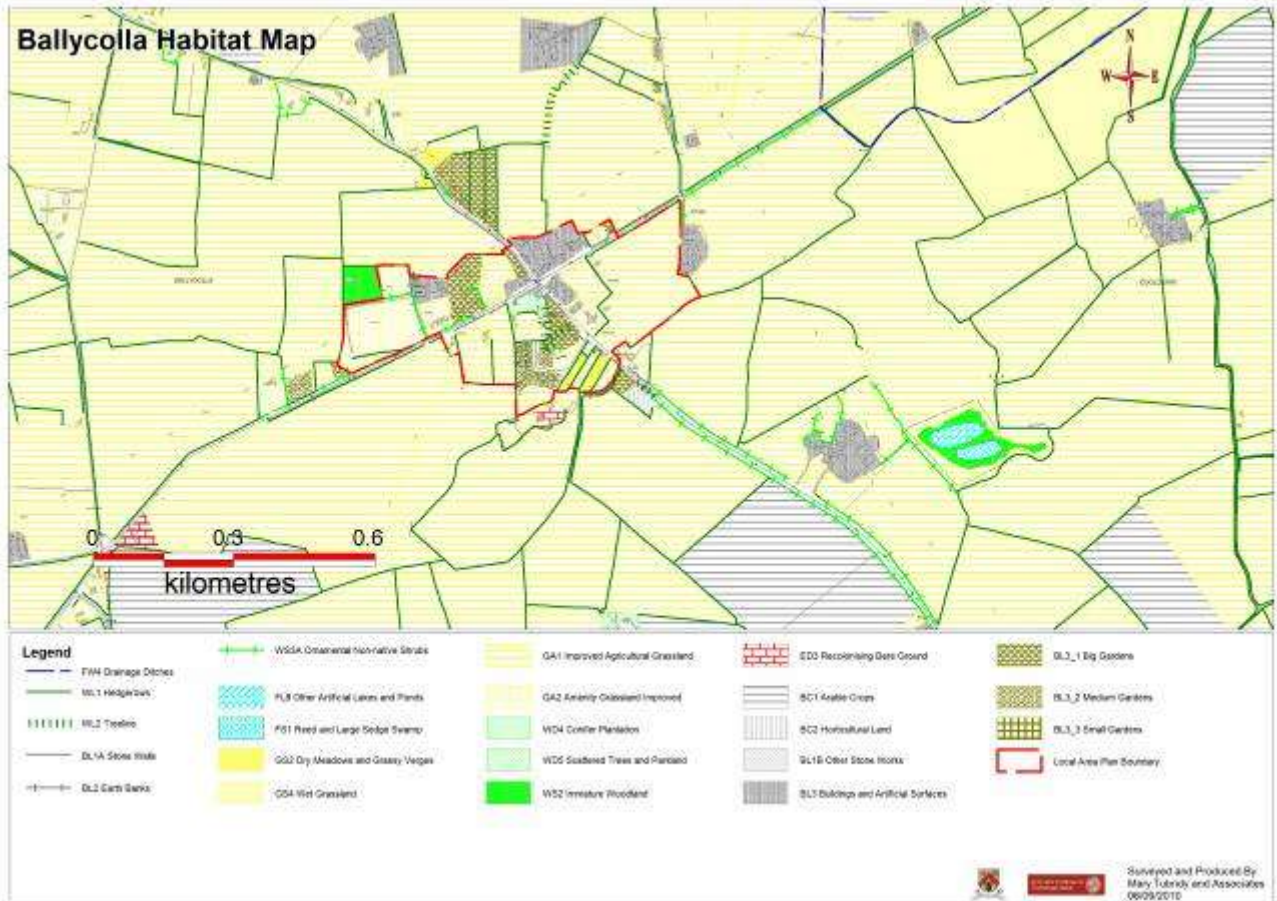 Ballycolla Habitat Map
N
W E
S
0 0.3 0.6
kilometres
Legend
FW4 Drainage Ditches
WL1 Hedgerows
WL2 Treeline
BL1A Stone Walls
BL2 Earth Banks
WS3A Ornamental Non-native Shrubs
FL8 Other Artificial Lakes and Ponds
FS1 Reed and Large Sedge Swamp
GS2 Dry Meadows and Grassy Verges
GS4 Wet Grassland
GA1 Improved Agricultural Grassland
GA2 Amenity Grassland Improved
WD4 Conifer Plantation
WD5 Scattered Trees and Parkland
WS2 Immature Woodland
ED3 Recolonising Bare Ground
BC1 Arable Crops
BC2 Horticultural Land
BL1B Other Stone Works
BL3 Buildings and Artificial Surfaces
BL3_1 Big Gardens
BL3_2 Medium Gardens
BL3_3 Small Gardens
Local Area Plan Boundary
Surveyed and Produced By
Mary Tubridy and Associates
06/09/2010